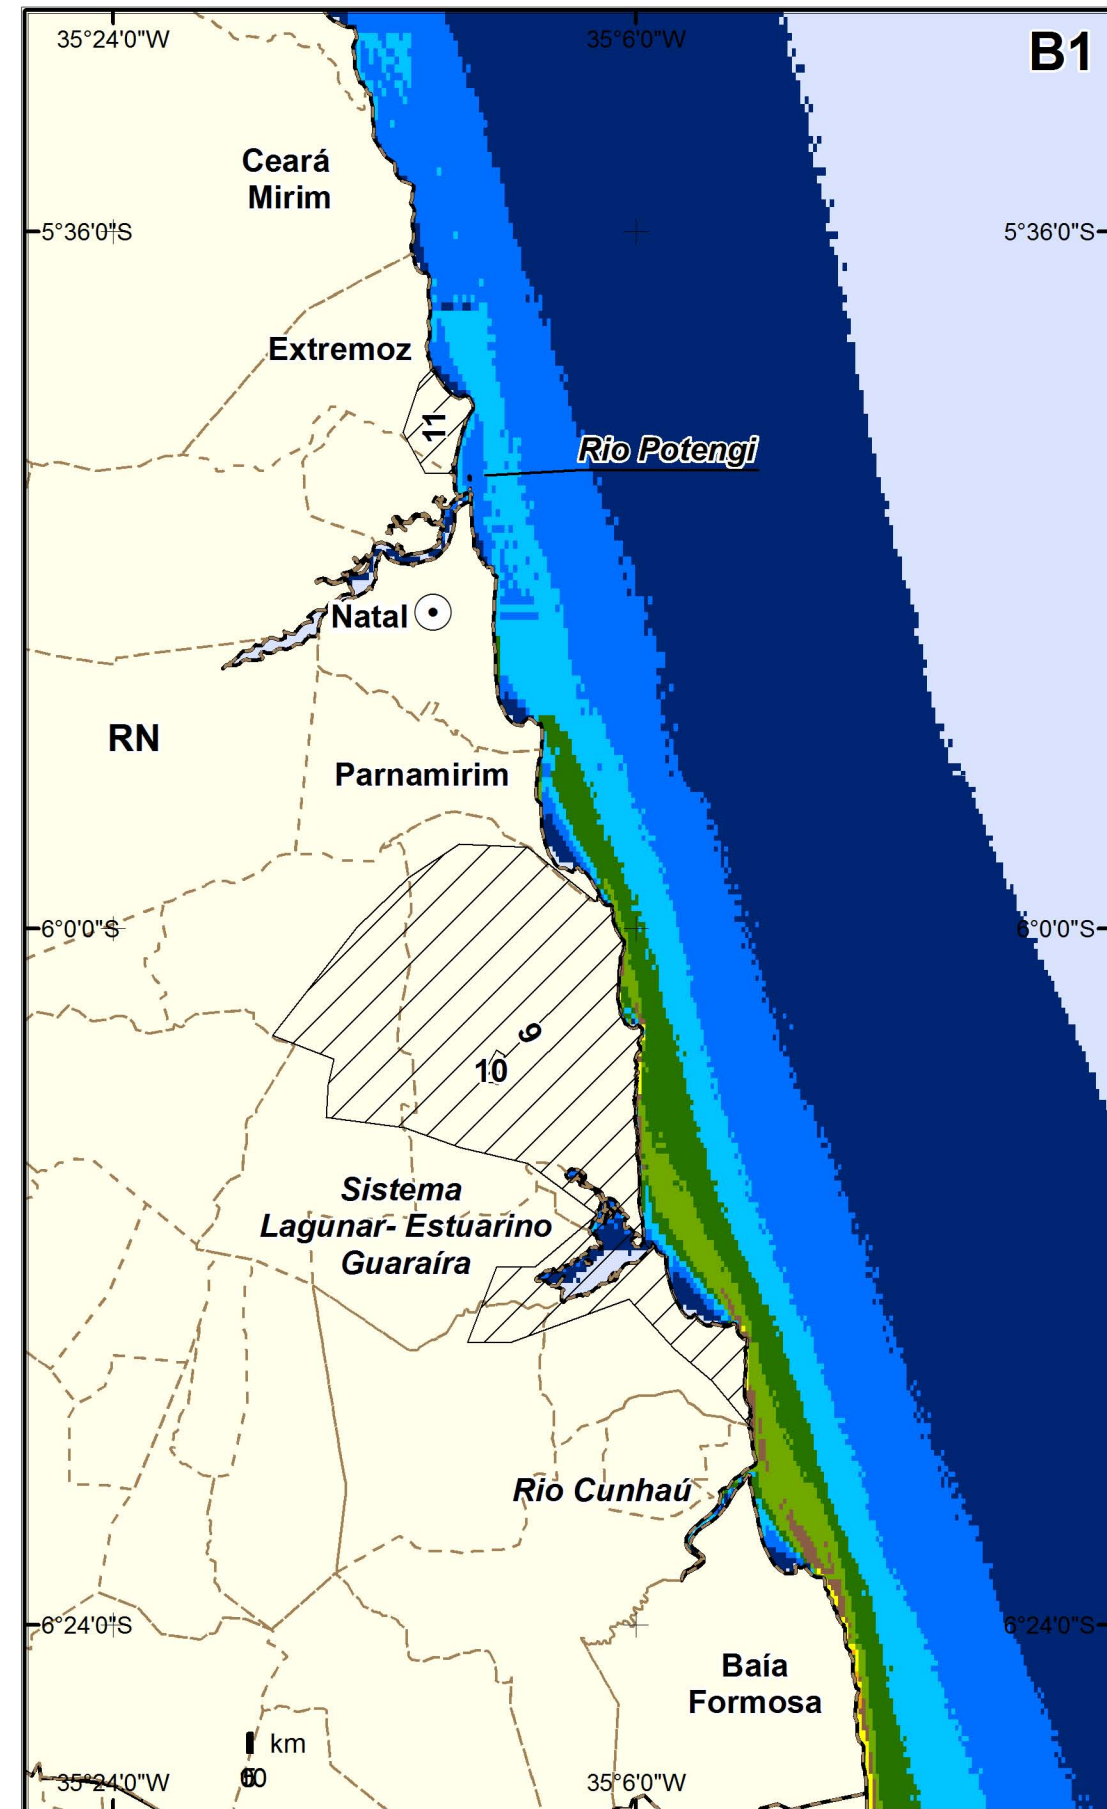 35°24'0"W
35°6'0"W
B1
Ceará
Mirim
5°36'0"S
5°36'0"S
Extremoz
11
Rio Potengi
Natal
RN
Parnamirim
6°0'0"S
6°0'0"S
9
10
Sistema
Lagunar- Estuarino
Guaraíra
Rio Cunhaú
6°24'0"S
6°24'0"S
Baía
Formosa
km
35°24'0"W
35°6'0"W